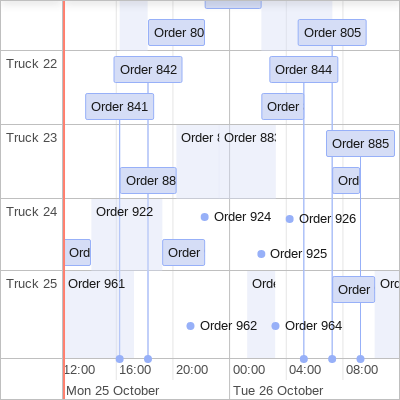 Order 80
Order 805
Truck 22
Order 842
Order 844
Order 841
Order
Truck 23
Order
Order 88
Order 885
Order 88
Ord
Truck 24
Order 922
Order 924
Order 926
Ord
Order
Order 925
Truck 25
Order 961
Orde
Order
Ord
Order 962
Order 964
12:00
16:00
20:00
00:00
04:00
08:00
Mon 25 October
Tue 26 October